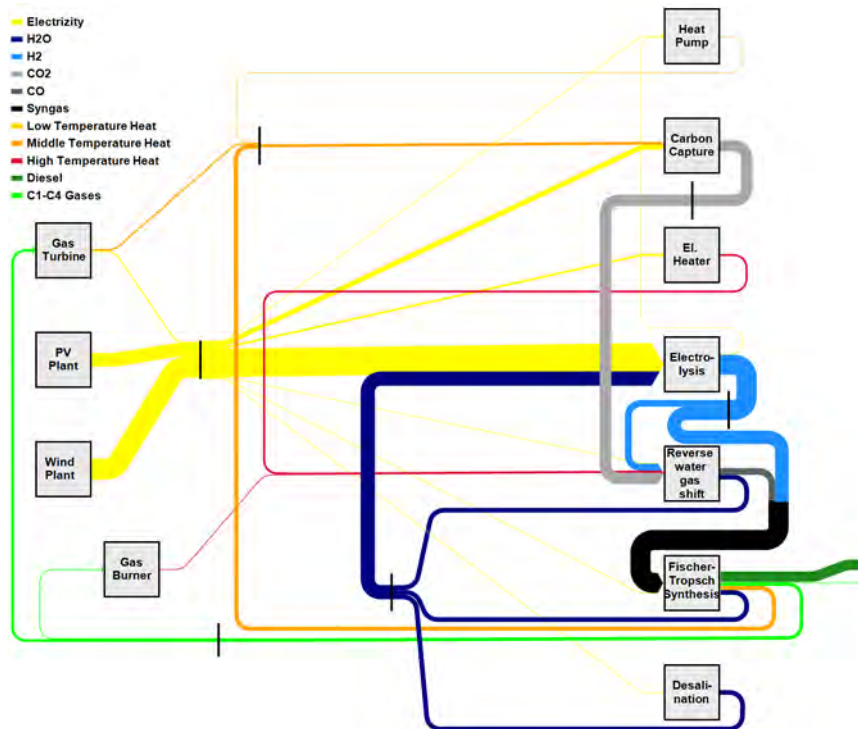 Electrizity
H2O
H2
CO2
CO
Syngas
Low Temperature Heat
Middle Temperature Heat
High Temperature Heat
Diesel
C1-C4 Gases
Heat
Pump
Carbon
Capture
Gas
Turbine
El.
Heater
PV
Plant
Electro-
lysis
Wind
Plant
Reverse
water
gas
shift
Gas
Burner
Fischer-
Tropsch
Synthesis
Desali-
nation